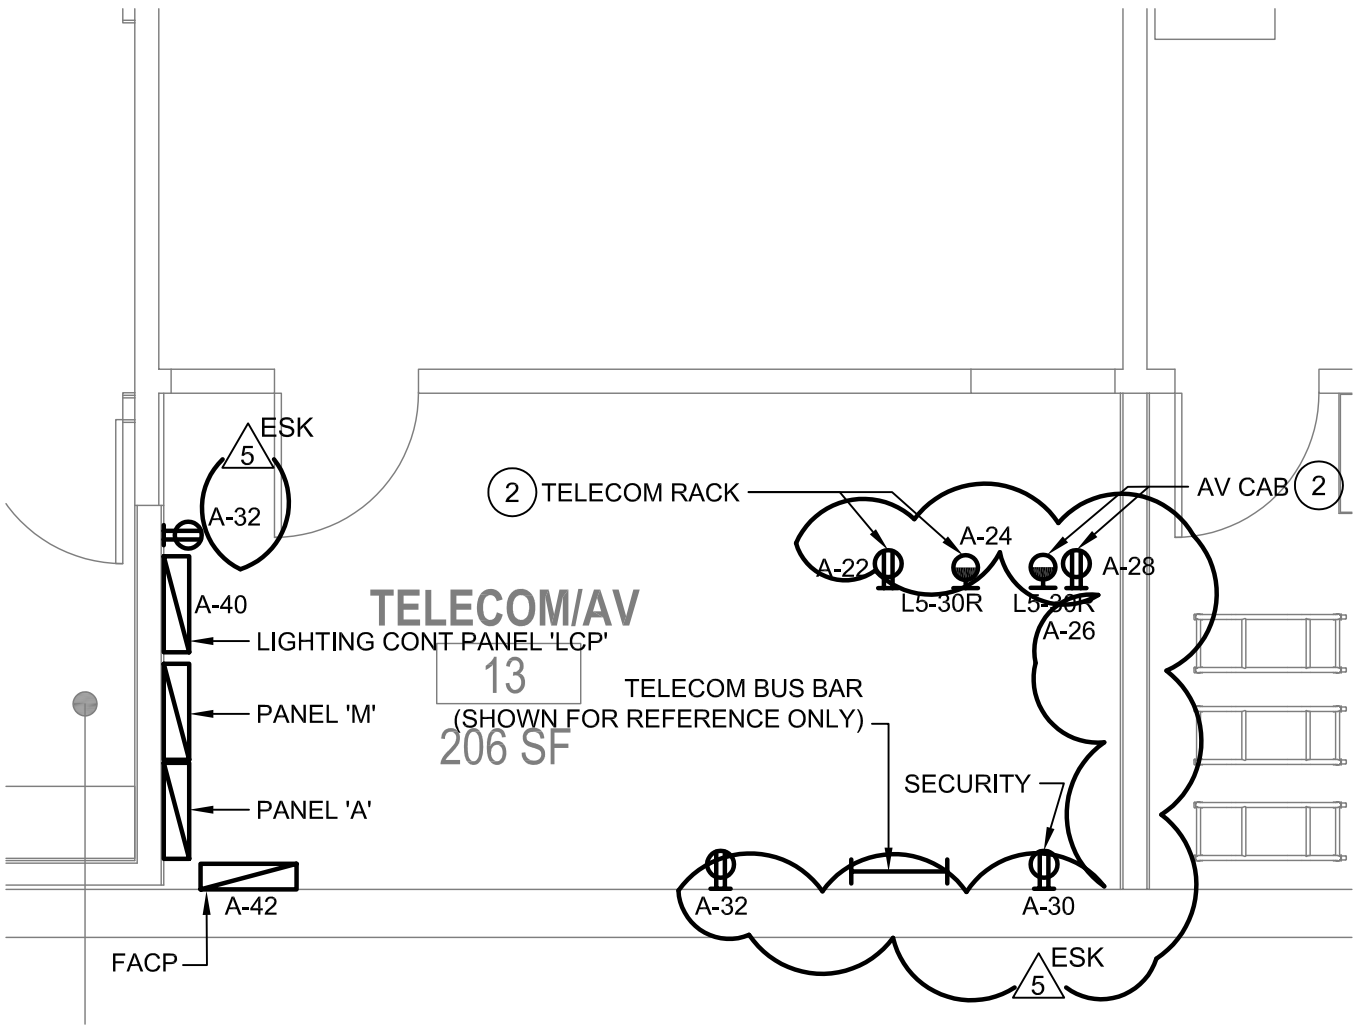 ESK
5
A-32
2 TELECOM RACK
AV CAB 2
A-24
A-22
A-28
L5-30R
L5-30R
A-26
A-40
TELECOM/AV
LIGHTING CONT PANEL 'LCP'
13
TELECOM BUS BAR
(SHOWN FOR REFERENCE ONLY)
PANEL 'M'
206 SF
SECURITY
PANEL 'A'
A-42
A-32
A-30
FACP
ESK
5